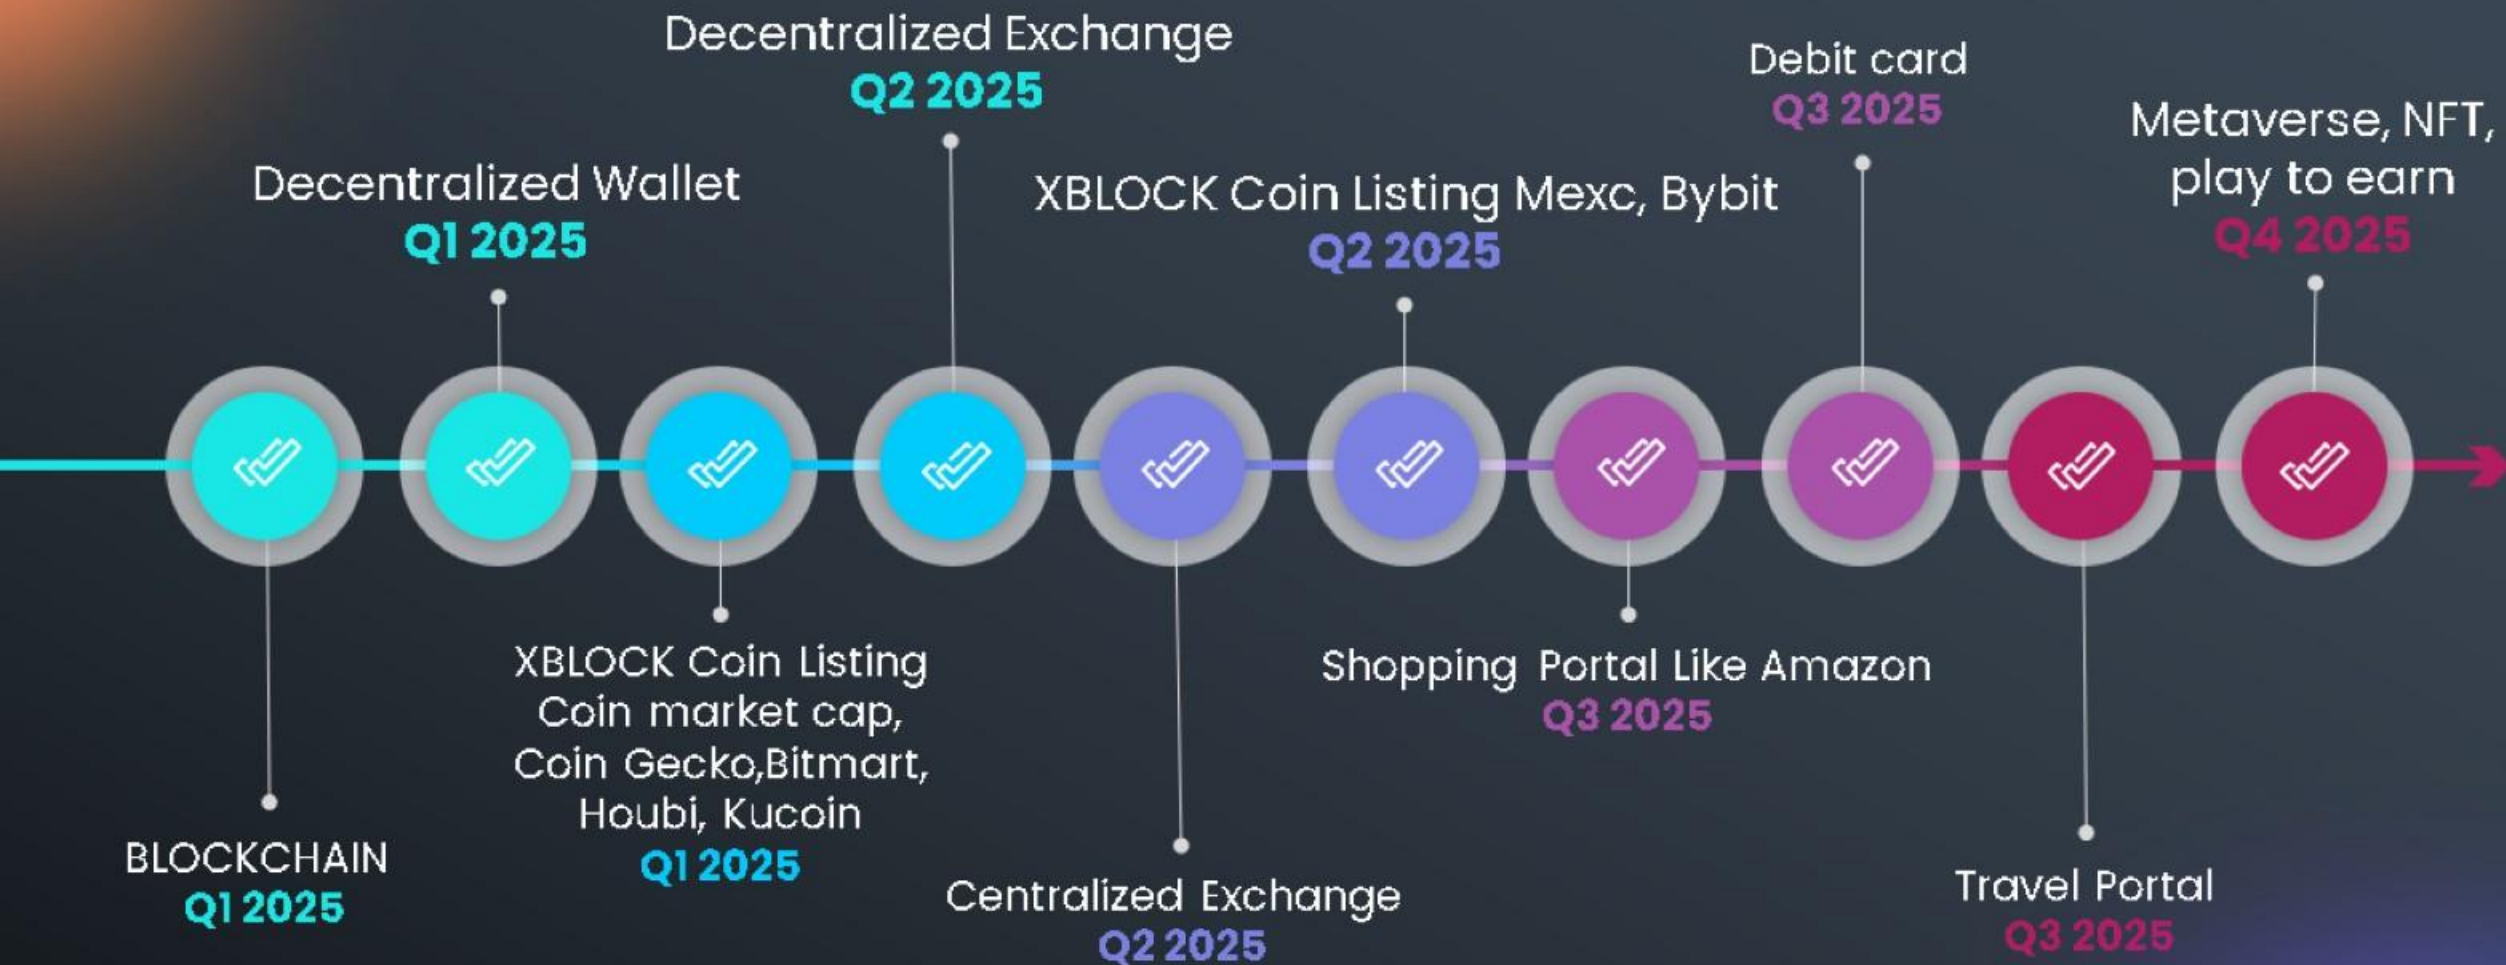 BLOCKCHAIN
Q1 2025
Decentralized Wallet
Q1 2025
XBLOCK Coin Listing
Coin market cap,
Coin Gecko,Bitmart,
Houbi, Kucoin
Q1 2025
Decentralized Exchange
Q2 2025
Centralized Exchange
Q2 2025
XBLOCK Coin Listing Mexc, Bybit
Q2 2025
Shopping Portal Like Amazon
Q3 2025
Debit card
Q3 2025
Travel Portal
Q3 2025
Metaverse, NFT,
play to earn
Q4 2025